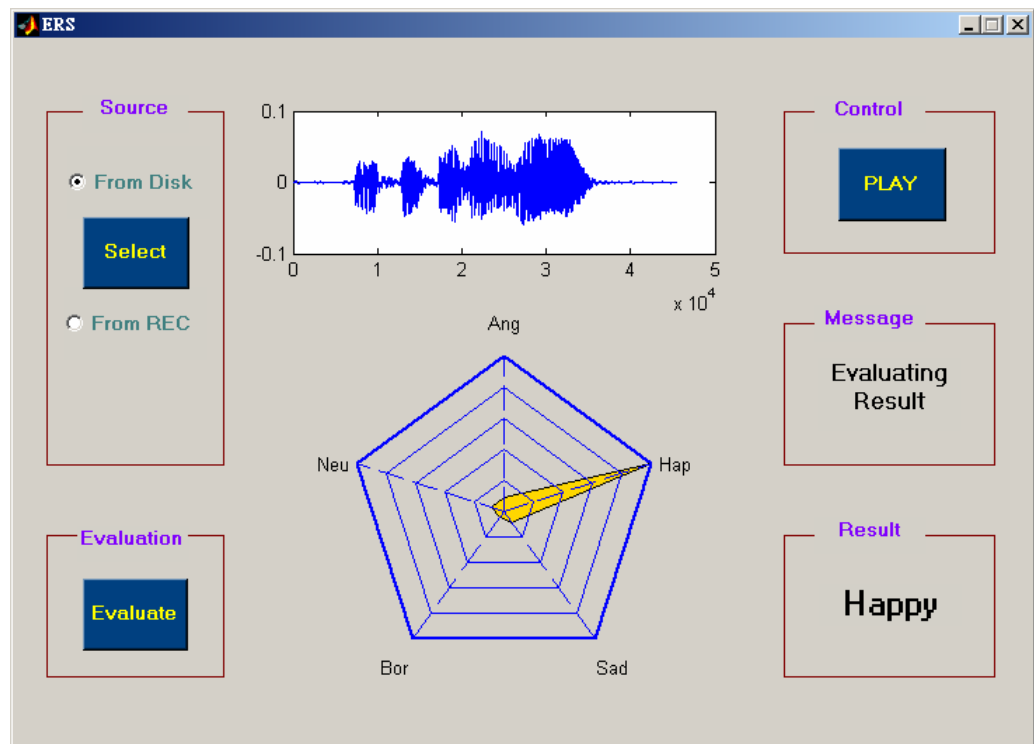 ERS
Source
From Disk
Select
From REC
Evaluation
Evaluate
0.1
0
-0.1
0 1 2 3 4 5
x 10^4
Ang
Neu
Hap
Bor
Sad
Control
PLAY
Message
Evaluating
Result
Result
Happy